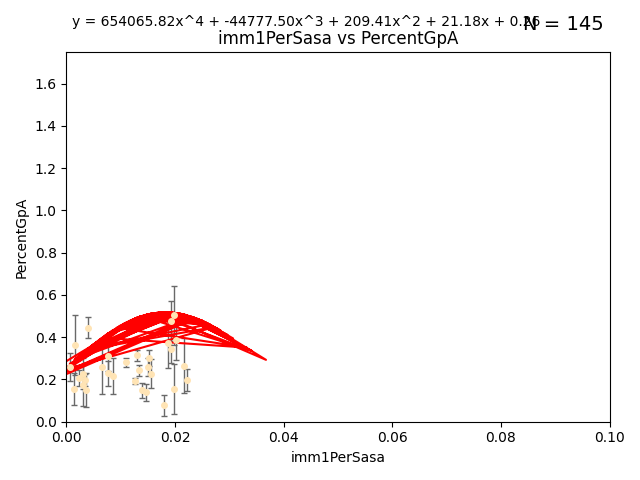 y = 654065.82x^4 + -44777.50x^3 + 209.41x^2 + 21.18x + 0.26
N = 145
imm1PerSasa vs PercentGpA
PercentGpA
1.6
1.4
1.2
1.0
0.8
0.6
0.4
0.2
0.0
0.00 0.02 0.04 0.06 0.08 0.10
imm1PerSasa